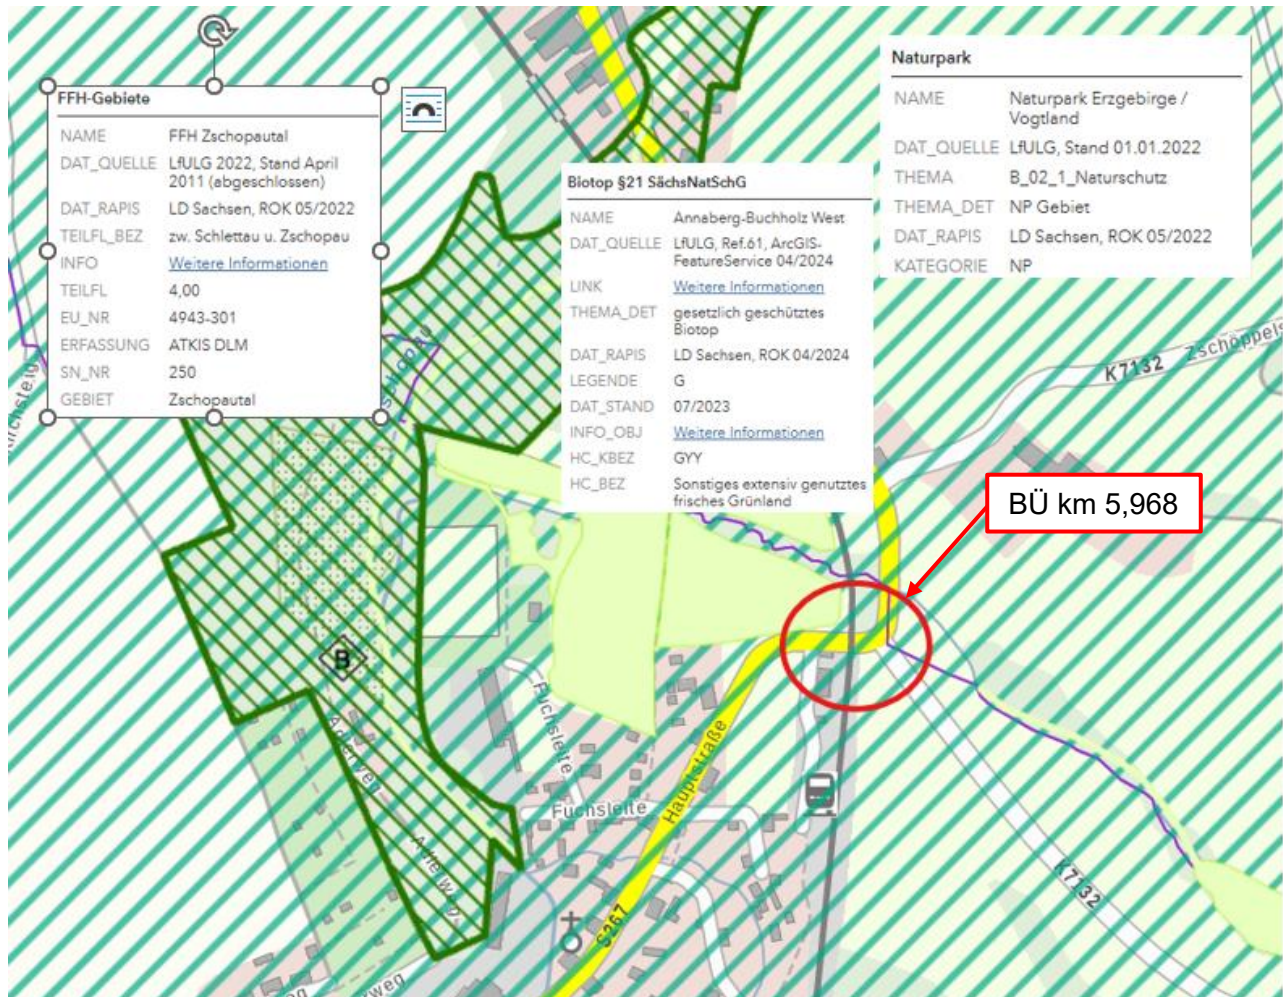 FFH-Gebiete
NAME FFH Zschopautal
DAT_QUELLE LfULG 2022, Stand April
2011 (abgeschlossen)
DAT_RAPIS LD Sachsen, ROK 05/2022
TEILFL_BEZ zw. Schlettau u. Zschopau
INFO Weitere Informationen
TEILFL 4,00
EU_NR 4943-301
ERFASSUNG ATKIS DLM
SN_NR 250
GEBIET Zschopautal
Biotop §21 SächsNatSchG
NAME Annaberg-Buchholz West
DAT_QUELLE LfULG, Ref.61, ArcGIS-
FeatureService 04/2024
LINK Weitere Informationen
THEMA_DET gesetzlich geschütztes
Biotop
DAT_RAPIS LD Sachsen, ROK 04/2024
LEGENDE G
DAT_STAND 07/2023
INFO_OBJ Weitere Informationen
HC_KBEZ GYY
HC_BEZ Sonstiges extensiv genutztes
frisches Grünland
Naturpark
NAME Naturpark Erzgebirge /
Vogtland
DAT_QUELLE LfULG, Stand 01.01.2022
THEMA B_02_1_Naturschutz
THEMA_DET NP Gebiet
DAT_RAPIS LD Sachsen, ROK 05/2022
KATEGORIE NP
K7132
Zschöppels
BÜ km 5,968
B
Adlerweg
Adlerweg
Fuchsleite
Fuchsleite
Hauptstraße
S267
K7132
weg